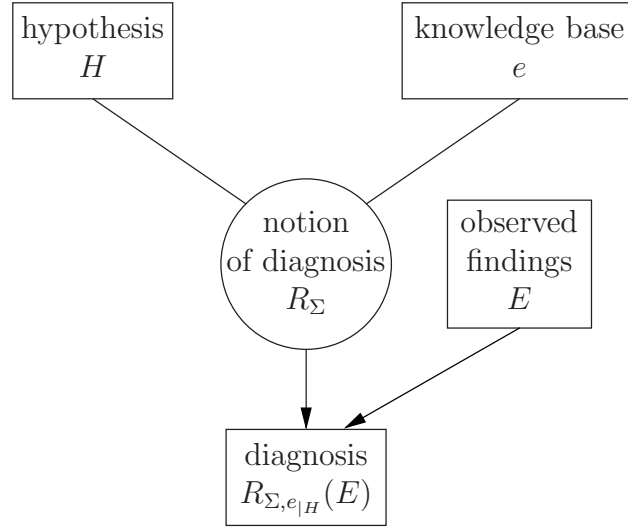 hypothesis
H
knowledge base
e
notion
of diagnosis
R_Σ
observed
findings
E
diagnosis
R_{Σ,e_{|H}}(E)